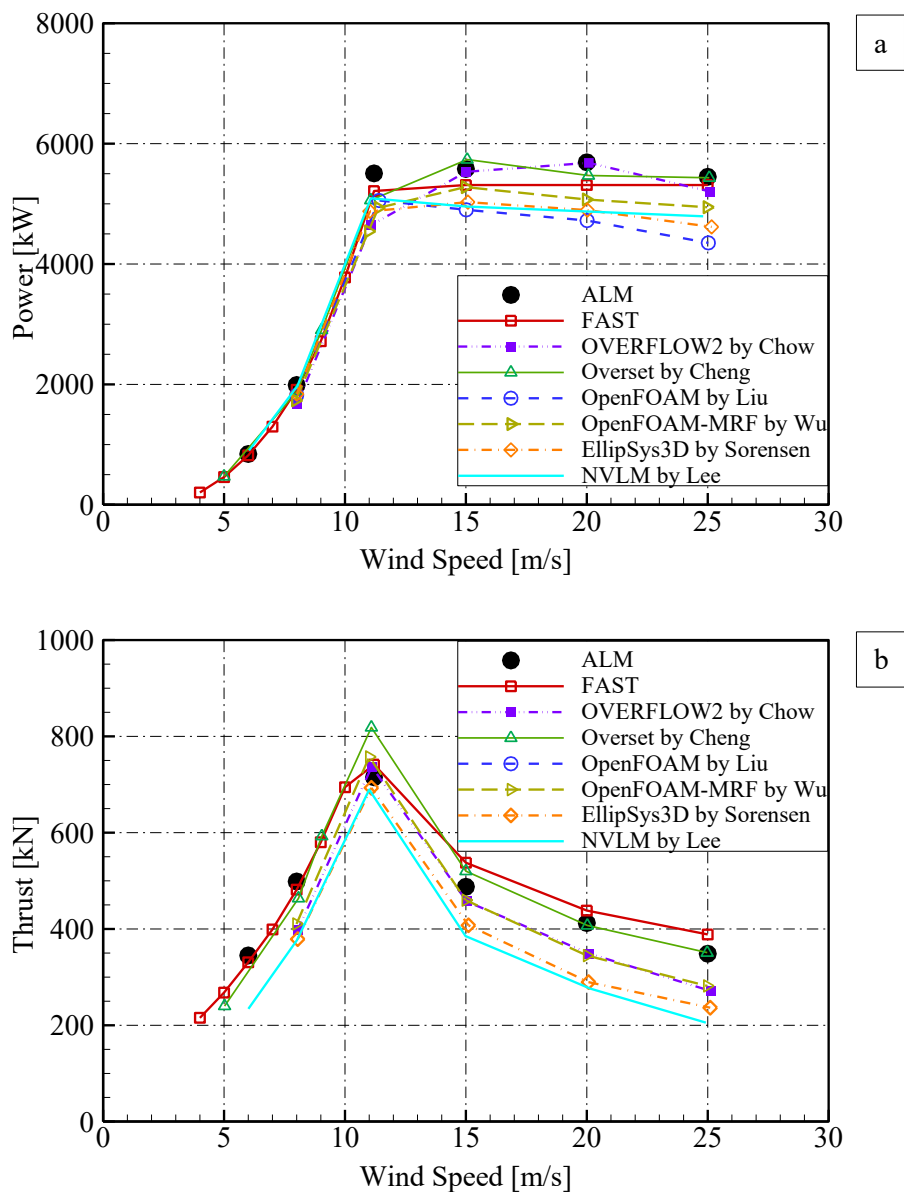 a
8000
6000
4000
2000
0
Power [kW]
ALM
FAST
OVERFLOW2 by Chow
Overset by Cheng
OpenFOAM by Liu
OpenFOAM-MRF by Wu
EllipSys3D by Sorensen
NVLM by Lee
0 5 10 15 20 25 30
Wind Speed [m/s]
b
1000
800
600
400
200
0
Thrust [kN]
ALM
FAST
OVERFLOW2 by Chow
Overset by Cheng
OpenFOAM by Liu
OpenFOAM-MRF by Wu
EllipSys3D by Sorensen
NVLM by Lee
0 5 10 15 20 25 30
Wind Speed [m/s]